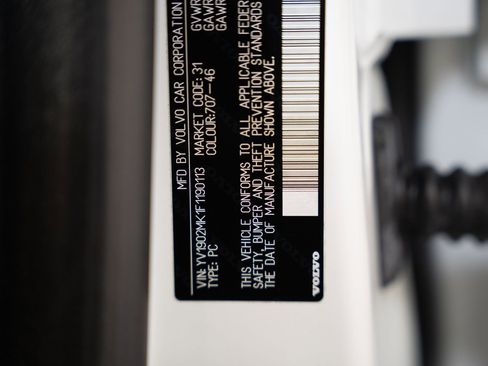 MFD BY VOLVO CAR CORPORATION
GVWR
GAWR
GAWR
VIN: YV1902MK1F1190113 MARKET CODE: 31
TYPE: PC COLOUR: 707-46
THIS VEHICLE CONFORMS TO ALL APPLICABLE FEDER
SAFETY, BUMPER AND THEFT PREVENTION STANDARDS
THE DATE OF MANUFACTURE SHOWN ABOVE.
VOLVO